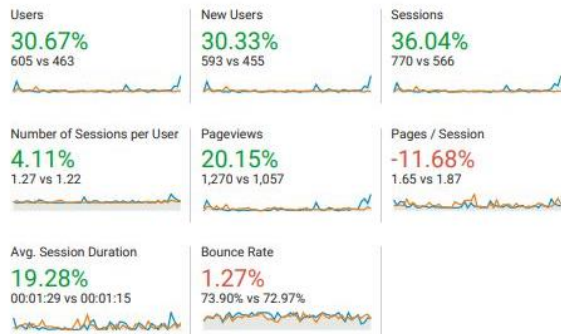 Users
30.67%
605 vs 463
New Users
30.33%
593 vs 455
Sessions
36.04%
770 vs 566
Number of Sessions per User
4.11%
1.27 vs 1.22
Pageviews
20.15%
1,270 vs 1,057
Pages / Session
-11.68%
1.65 vs 1.87
Avg. Session Duration
19.28%
00:01:29 vs 00:01:15
Bounce Rate
1.27%
73.90% vs 72.97%